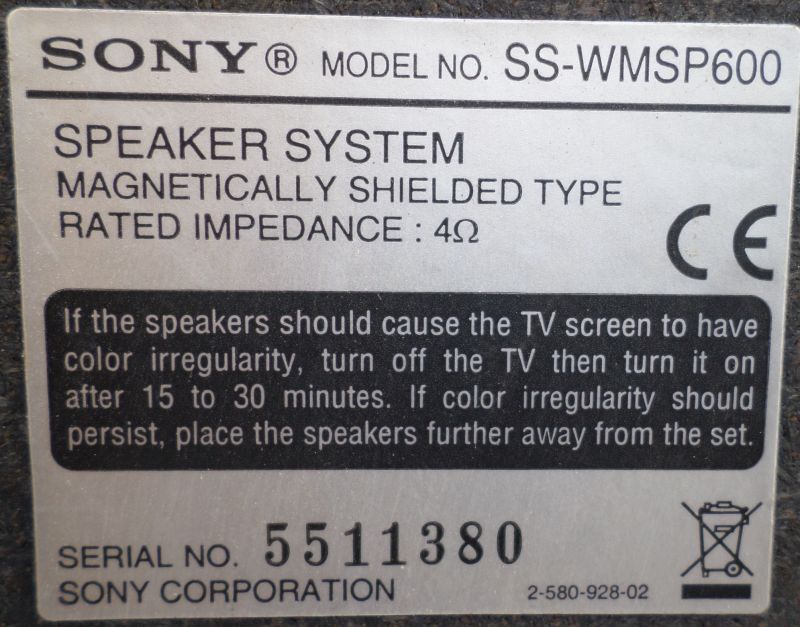 SONY® MODEL NO. SS-WMSP600
SPEAKER SYSTEM
MAGNETICALLY SHIELDED TYPE
RATED IMPEDANCE : 4Ω
CE
If the speakers should cause the TV screen to have
color irregularity, turn off the TV then turn it on
after 15 to 30 minutes. If color irregularity should
persist, place the speakers further away from the set.
SERIAL NO. 5511380
SONY CORPORATION 2-580-928-02